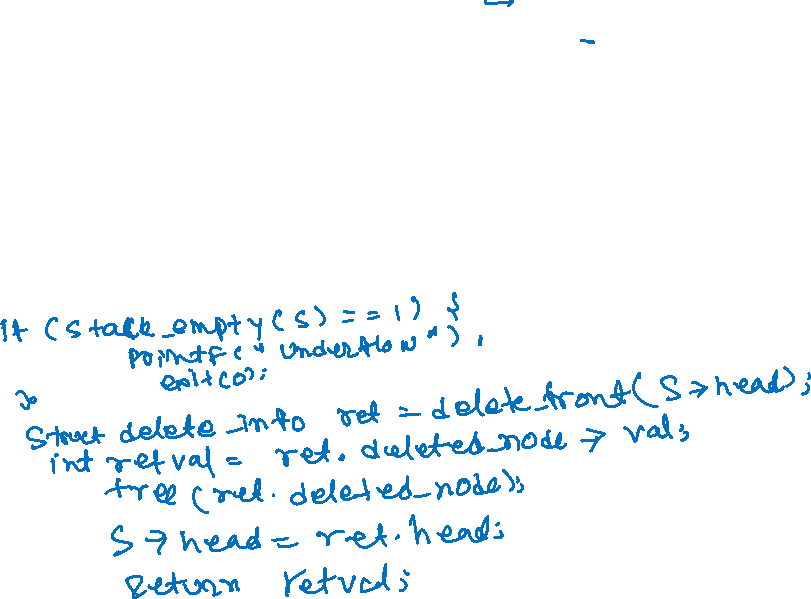 if (stack_empty(s) == 1) {
printf("underflow");
exit(0);
}
Struct delete_info ret = delete_front(S->head);
int retval = ret.deleted_node -> val;
free(ret.deleted_node);
S->head = ret.head;
Return retval;